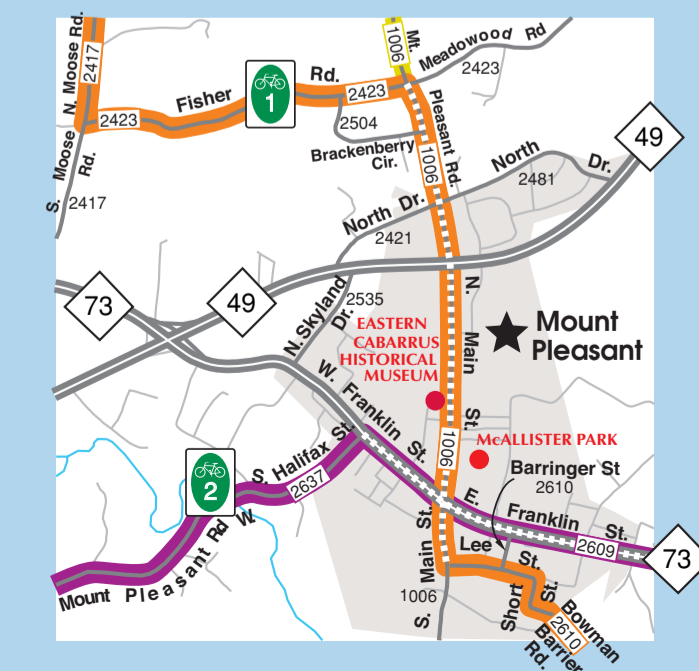 N. Moose Rd.
2417
Mt.
1006
Meadowood Rd
2423
Fisher
1
Rd.
2423
2423
2504
Brackenberry
Cir.
Pleasant Rd.
1006
49
North
Dr.
2481
S. Moose Rd.
2417
North Dr.
2421
73
49
N. Skyland
Dr.
2535
N. Main St.
EASTERN
CABARRUS
HISTORICAL
MUSEUM
Mount
Pleasant
W. Franklin St.
1006
McALLISTER PARK
Barringer St
2610
S. Halifax St.
2637
2
W.
Mount Pleasant Rd
E.
Franklin St.
2609
73
Lee St.
S. Main St.
1006
Short St.
Bowman
2610
Barrier
Rd